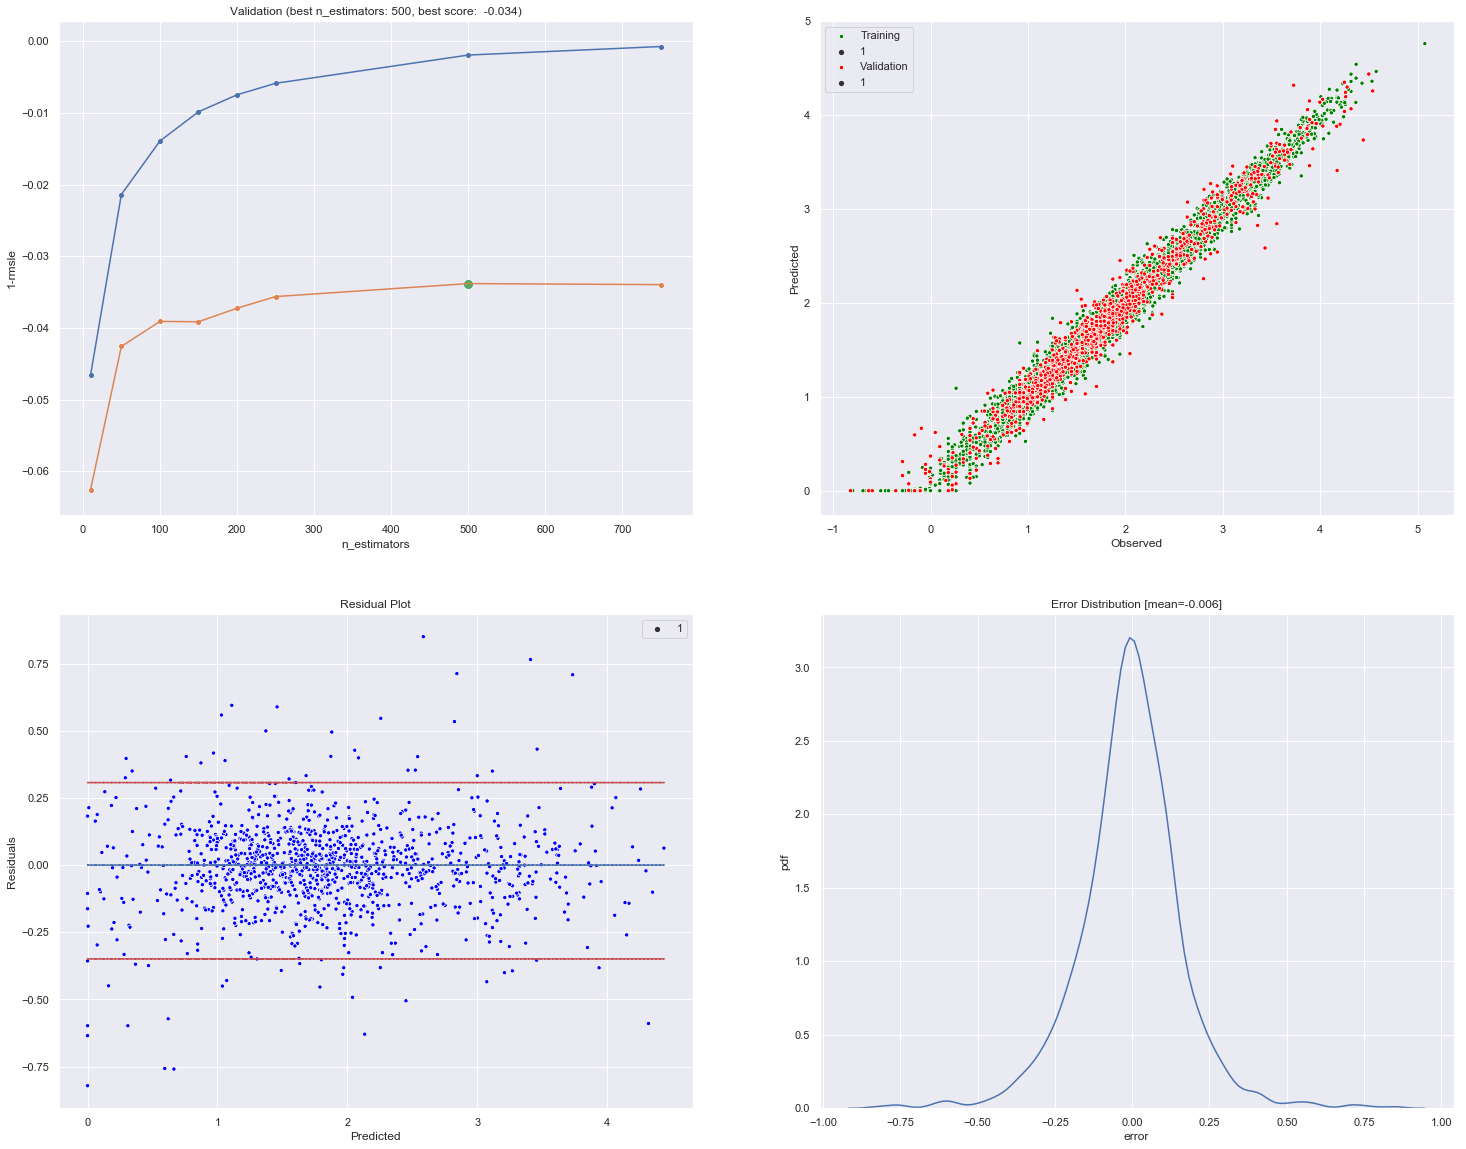 Validation (best n_estimators: 500, best score:  -0.034)
0.00
−0.01
−0.02
−0.03
−0.04
−0.05
−0.06
1-rmsle
0 100 200 300 400 500 600 700
n_estimators
Training
1
Validation
1
5
4
3
2
1
0
Predicted
−1 0 1 2 3 4 5
Observed
Residual Plot
1
0.75
0.50
0.25
0.00
−0.25
−0.50
−0.75
Residuals
0 1 2 3 4
Predicted
Error Distribution [mean=-0.006]
3.0
2.5
2.0
1.5
1.0
0.5
0.0
pdf
−1.00 −0.75 −0.50 −0.25 0.00 0.25 0.50 0.75 1.00
error